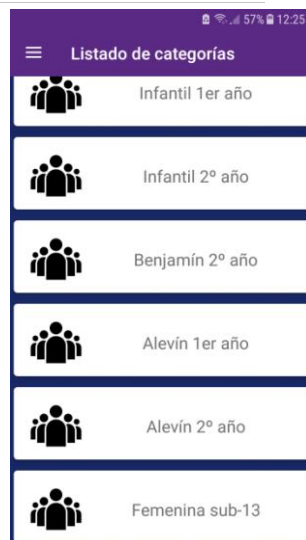 57% 12:25
Listado de categorías
Infantil 1er año
Infantil 2º año
Benjamín 2º año
Alevín 1er año
Alevín 2º año
Femenina sub-13